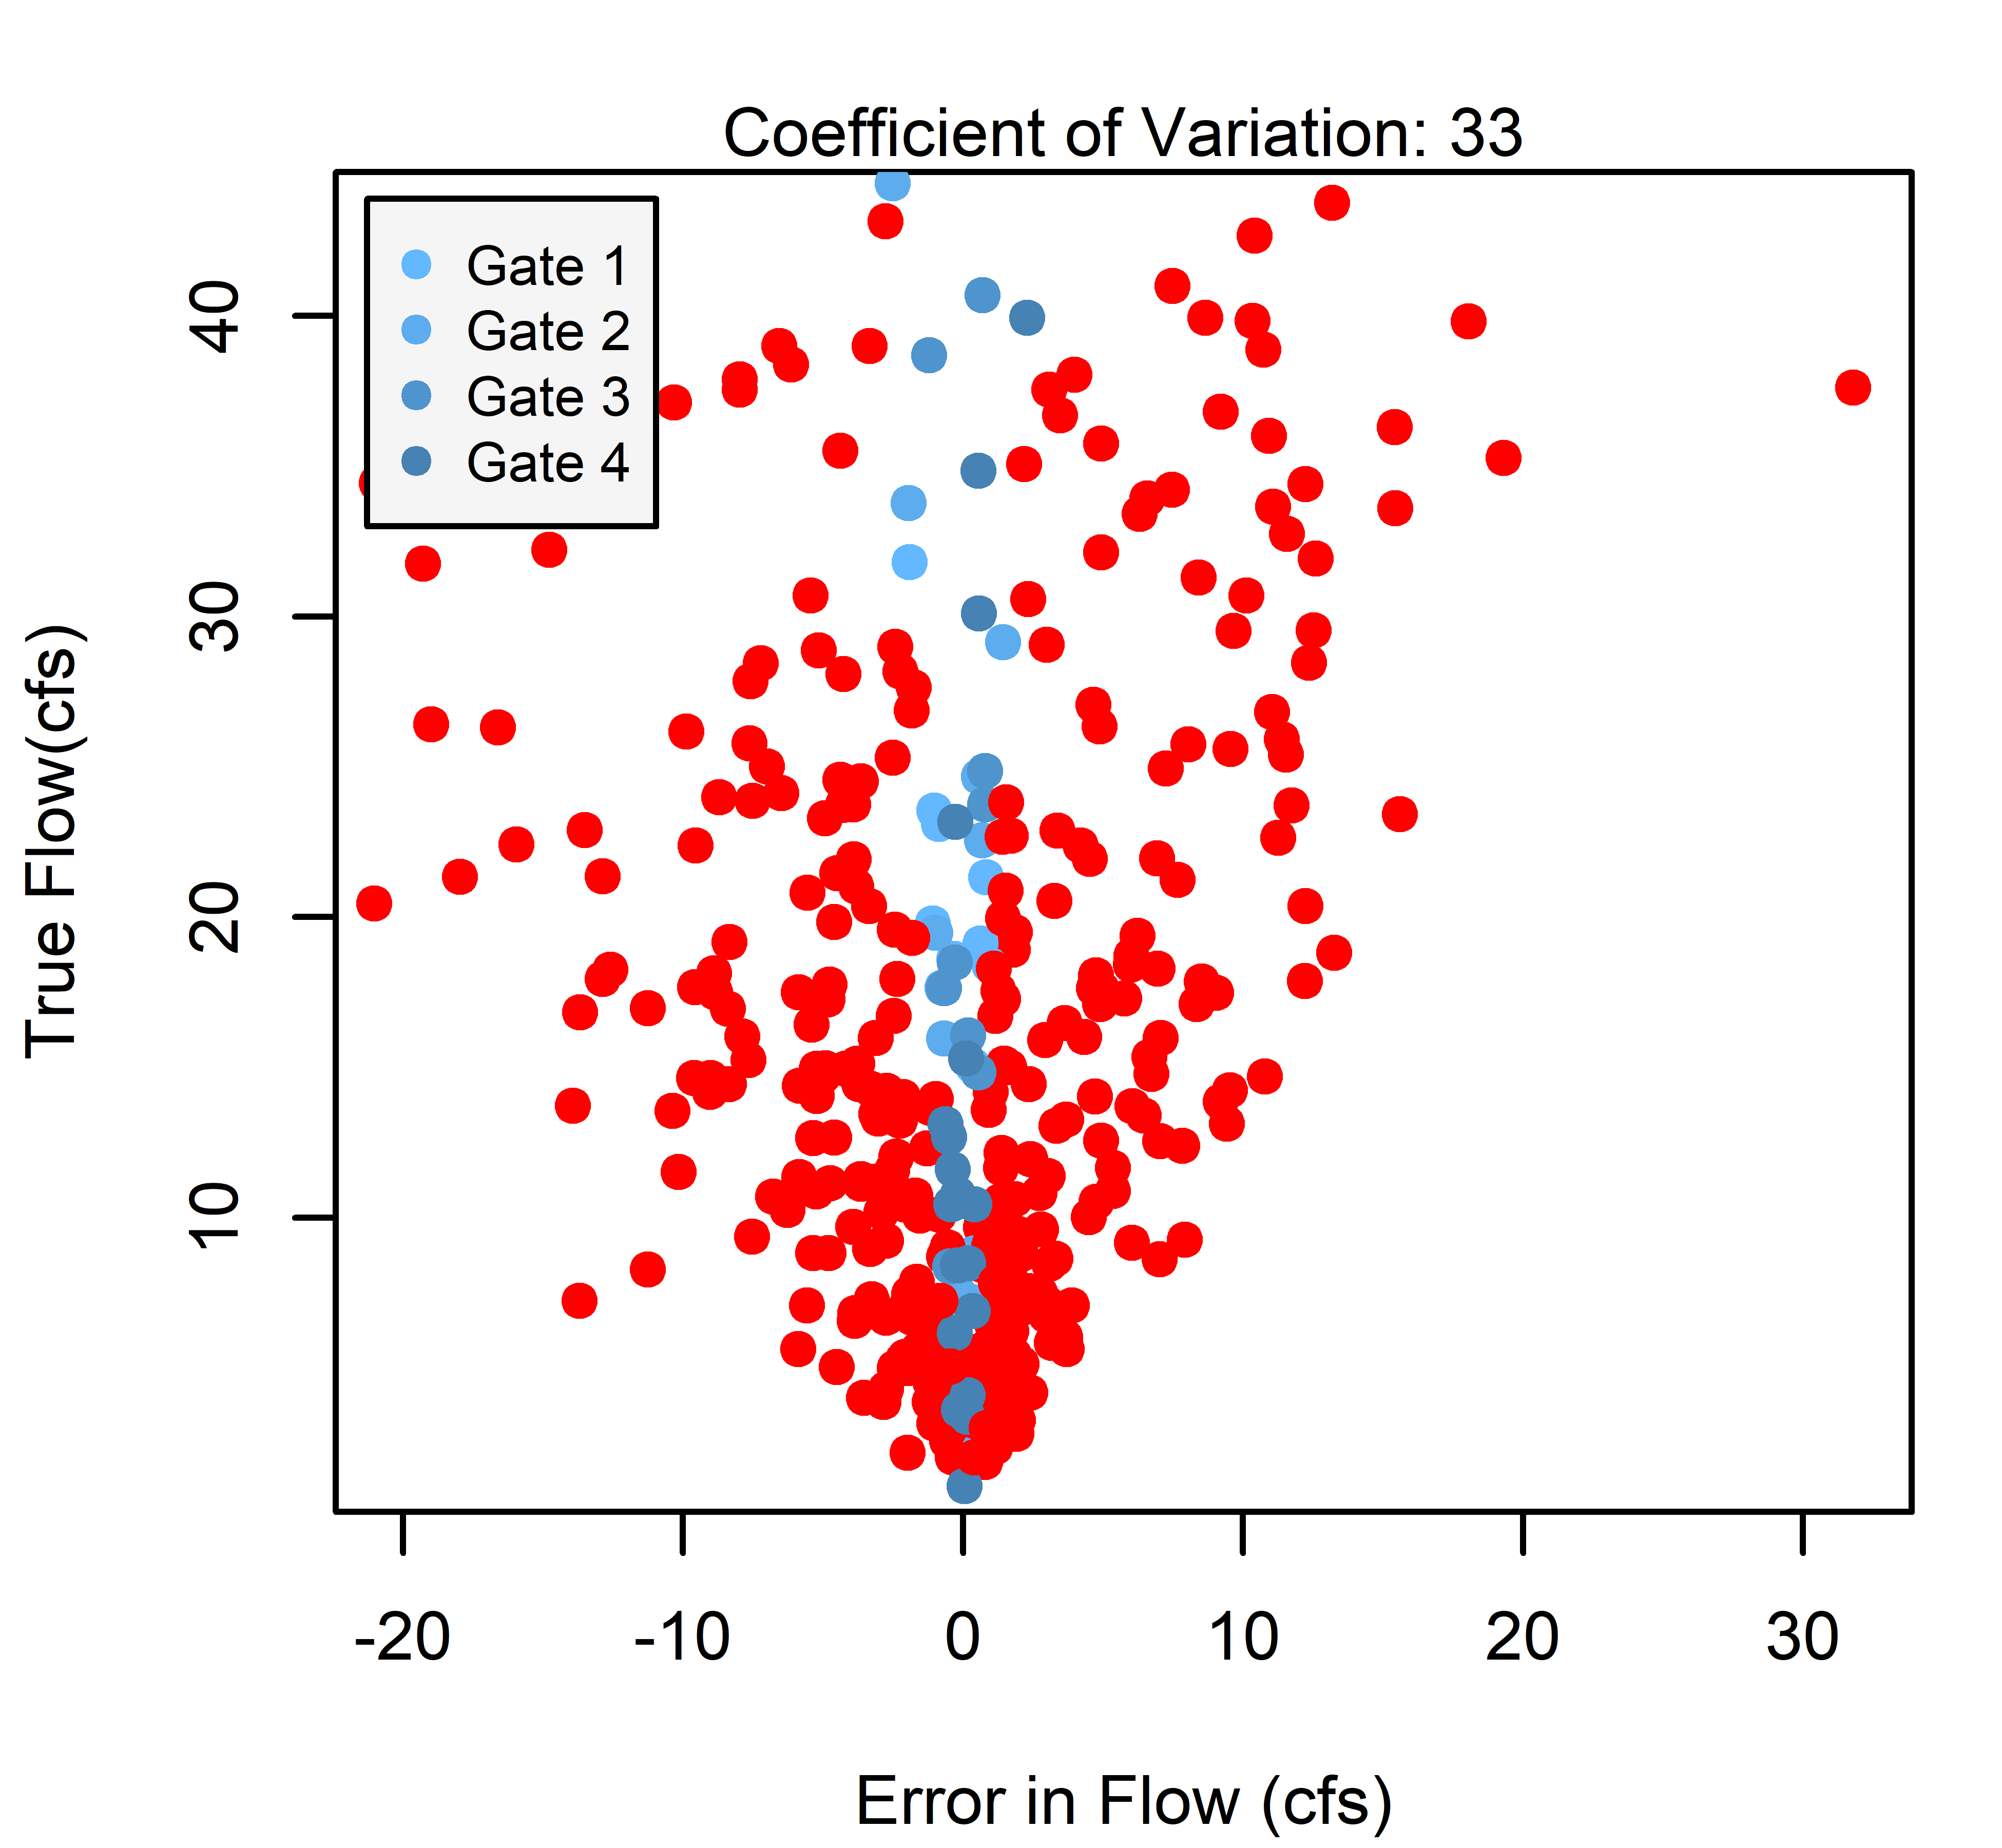 Coefficient of Variation: 33
Gate 1
Gate 2
Gate 3
Gate 4
True Flow(cfs)
40
30
20
10
-20 -10 0 10 20 30
Error in Flow (cfs)